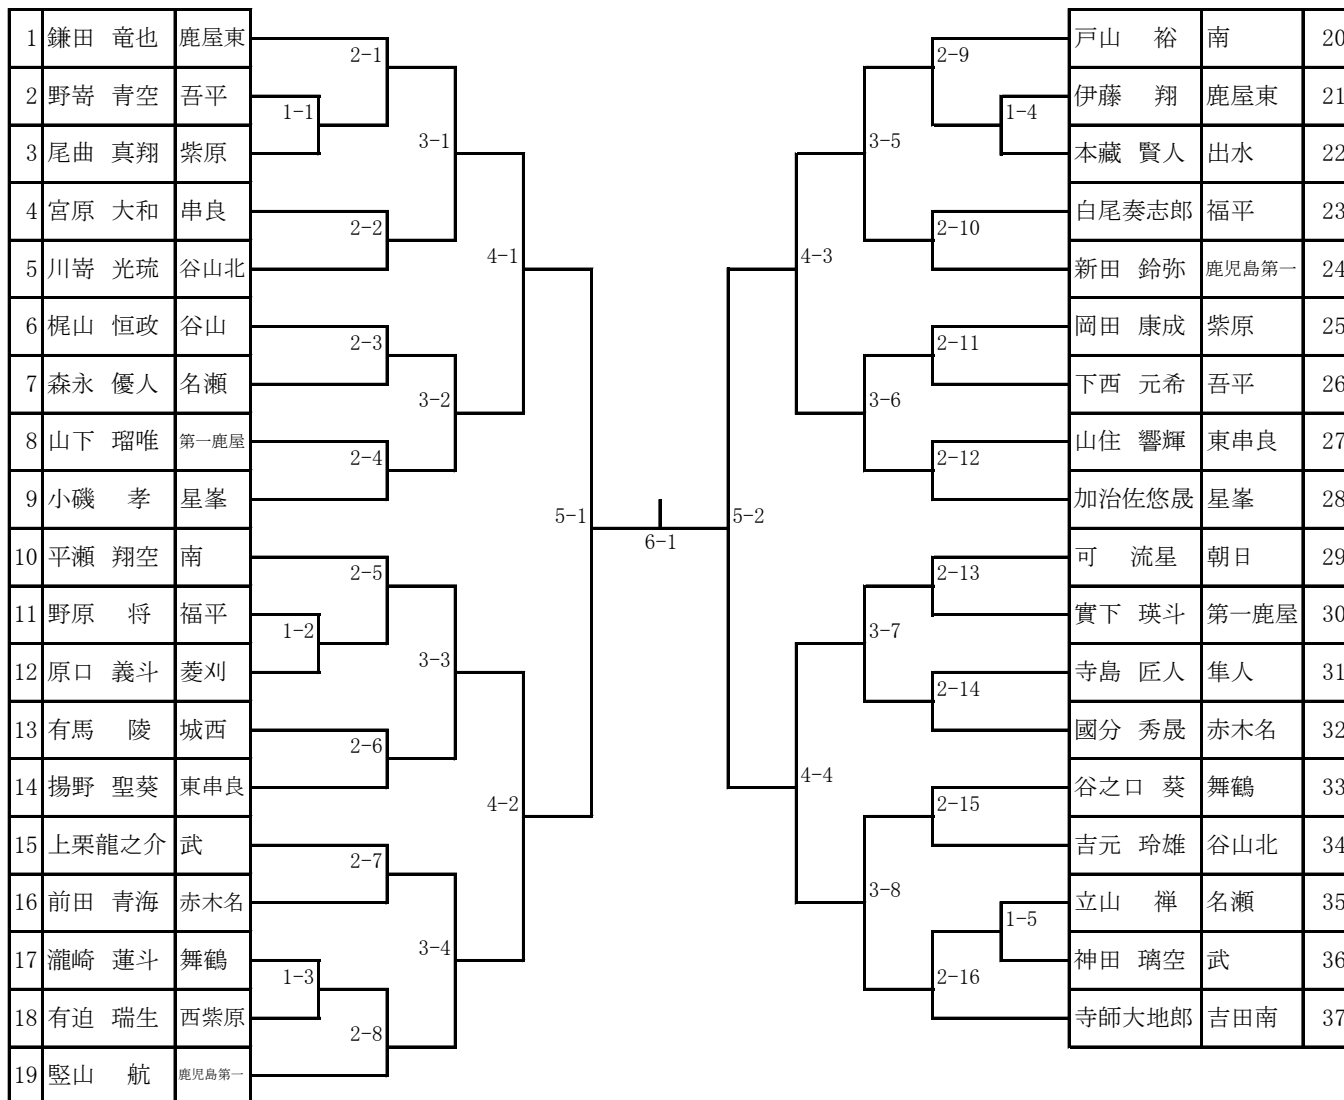 1 鎌田 竜也 鹿屋東
2 野嵜 青空 吾平
3 尾曲 真翔 紫原
4 宮原 大和 串良
5 川嵜 光琉 谷山北
6 梶山 恒政 谷山
7 森永 優人 名瀬
8 山下 瑠唯 第一鹿屋
9 小磯 孝 星峯
10 平瀬 翔空 南
11 野原 将 福平
12 原口 義斗 菱刈
13 有馬 陵 城西
14 揚野 聖葵 東串良
15 上栗龍之介 武
16 前田 青海 赤木名
17 瀧崎 蓮斗 舞鶴
18 有迫 瑞生 西紫原
19 竪山 航 鹿児島第一
1-1
1-2
1-3
2-1
2-2
2-3
2-4
2-5
2-6
2-7
2-8
3-1
3-2
3-3
3-4
4-1
4-2
5-1
6-1
5-2
4-3
4-4
3-5
3-6
3-7
3-8
2-9
2-10
2-11
2-12
2-13
2-14
2-15
2-16
1-4
1-5
戸山 裕 南 20
伊藤 翔 鹿屋東 21
本藏 賢人 出水 22
白尾奏志郎 福平 23
新田 鈴弥 鹿児島第一 24
岡田 康成 紫原 25
下西 元希 吾平 26
山住 響輝 東串良 27
加治佐悠晟 星峯 28
可 流星 朝日 29
實下 瑛斗 第一鹿屋 30
寺島 匠人 隼人 31
國分 秀晟 赤木名 32
谷之口 葵 舞鶴 33
吉元 玲雄 谷山北 34
立山 禅 名瀬 35
神田 璃空 武 36
寺師大地郎 吉田南 37